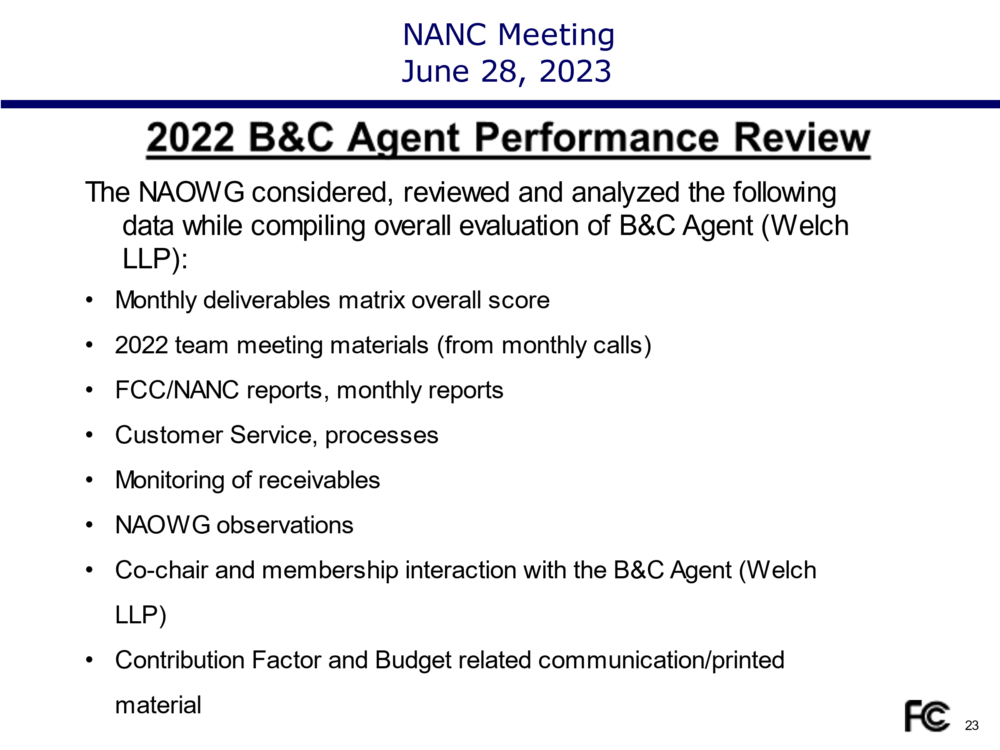 NANC Meeting
June 28, 2023
2022 B&C Agent Performance Review
The NAOWG considered, reviewed and analyzed the following
data while compiling overall evaluation of B&C Agent (Welch
LLP):
• Monthly deliverables matrix overall score
• 2022 team meeting materials (from monthly calls)
• FCC/NANC reports, monthly reports
• Customer Service, processes
• Monitoring of receivables
• NAOWG observations
• Co-chair and membership interaction with the B&C Agent (Welch
LLP)
• Contribution Factor and Budget related communication/printed
material
FCC
23